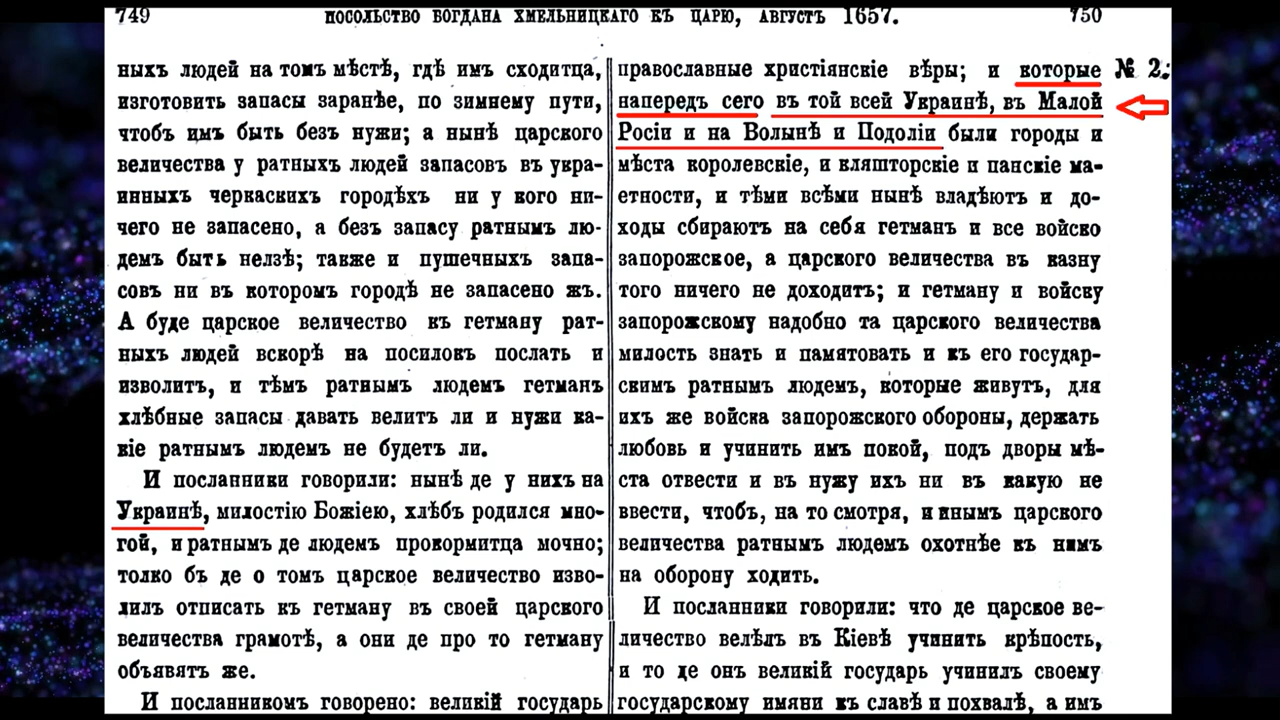 749 ПОСОЛЬСТВО БОГДАНА ХМЕЛЬНИЦКАГО КЪ ЦАРЮ, АВГУСТЪ 1657. 750
ныхъ людей на томъ мѣстѣ, гдѣ имъ сходитца,
изготовить запасы заранѣе, по зимнему пути,
чтобъ имъ быть безъ нужи; а нынѣ царского
величества у ратныхъ людей запасовъ въ укра-
инныхъ черкаскихъ городѣхъ ни у кого ни-
чего не запасено, а безъ запасу ратнымъ лю-
демъ быть нелзѣ; также и пушечныхъ запа-
совъ ни въ которомъ городѣ не запасено жъ.
А буде царское величество къ гетману рат-
ныхъ людей вскорѣ на посилокъ послать и
изволитъ, и тѣмъ ратнымъ людемъ гетманъ
хлѣбные запасы давать велитъ ли и нужи ка-
кіе ратнымъ людемъ не будетъ ли.
И посланники говорили: нынѣ де у нихъ на
Украинѣ, милостію Божіею, хлѣбъ родился мно-
гой, и ратнымъ де людемъ прокормитца мочно;
толко бъ де о томъ царское величество изво-
лилъ отписать къ гетману въ своей царского
величества грамотѣ, а они де про то гетману
объявятъ же.
И посланникомъ говорено: великій государь
православные христіянскіе вѣры; и которые № 2.
напередъ сего въ той всей Украинѣ, въ Малой
Росіи и на Волынѣ и Подоліи были городы и
мѣста королевскіе, и кляшторскіе и панскіе ма-
етности, и тѣми всѣми нынѣ владѣютъ и до-
ходы сбираютъ на себя гетманъ и все войско
запорожское, а царского величества въ казну
того ничего не доходитъ; и гетману и войску
запорожскому надобно та царского величества
милость знать и памятовать и къ его государ-
скимъ ратнымъ людемъ, которые живутъ, для
ихъ же войска запорожского обороны, держать
любовь и учинить имъ покой, подъ дворы мѣ-
ста отвести и въ нужу ихъ ни въ какую не
ввести, чтобъ, на то смотря, и инымъ царского
величества ратнымъ людѳмъ охотнѣе къ нимъ
на оборону ходить.
И посланники говорили: что де царское ве-
личество велѣлъ въ Кіевѣ учинить крѣпость,
и то де онъ великій государь учинилъ своему
государскому имяни къ славѣ и похвалѣ, а имъ